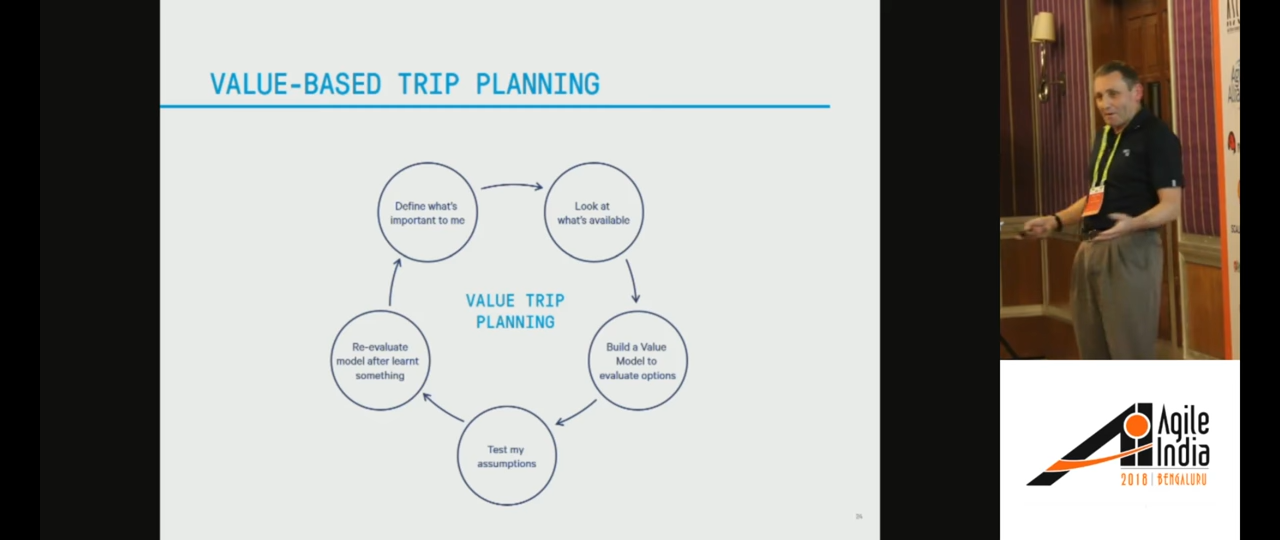 VALUE-BASED TRIP PLANNING
Define what's
important to me
Look at
what's available
VALUE TRIP
PLANNING
Re-evaluate
model after learnt
something
Build a Value
Model to
evaluate options
Test my
assumptions
Agile
India
2018 | BENGALURU